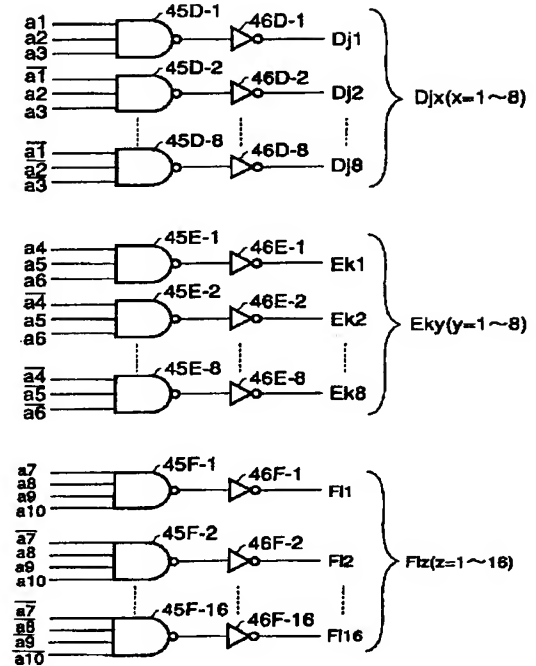 45D-1
46D-1
a1
a2
a3
Dj1
45D-2
46D-2
a1̅
a2
a3
Dj2
Djx(x=1~8)
45D-8
46D-8
a1̅
a2̅
a3̅
Dj8
45E-1
46E-1
a4
a5
a6
Ek1
45E-2
46E-2
a4̅
a5
a6
Ek2
Eky(y=1~8)
45E-8
46E-8
a4̅
a5̅
a6̅
Ek8
45F-1
46F-1
a7
a8
a9
a10
Fl1
45F-2
46F-2
a7̅
a8
a9
a10
Fl2
Flz(z=1~16)
45F-16
46F-16
a7̅
a8̅
a9̅
a10̅
Fl16